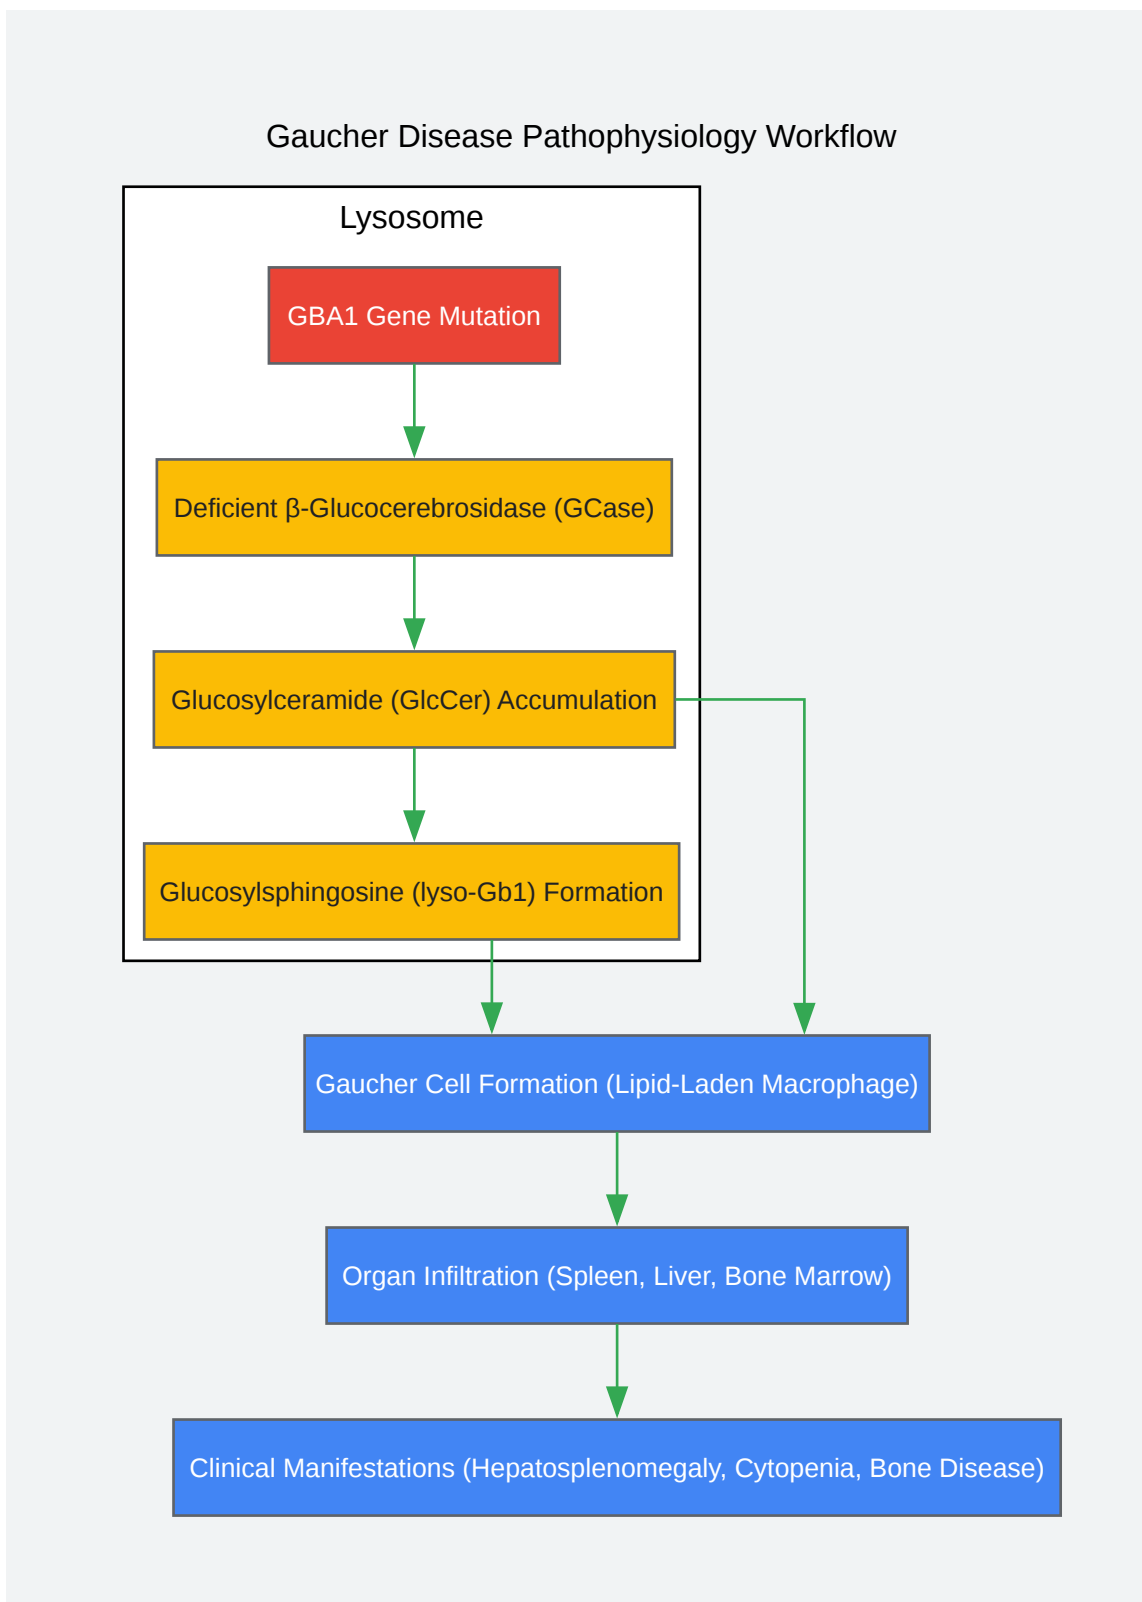 Gaucher Disease Pathophysiology Workflow
Lysosome
GBA1 Gene Mutation
Deficient β-Glucocerebrosidase (GCase)
Glucosylceramide (GlcCer) Accumulation
Glucosylsphingosine (lyso-Gb1) Formation
Gaucher Cell Formation (Lipid-Laden Macrophage)
Organ Infiltration (Spleen, Liver, Bone Marrow)
Clinical Manifestations (Hepatosplenomegaly, Cytopenia, Bone Disease)